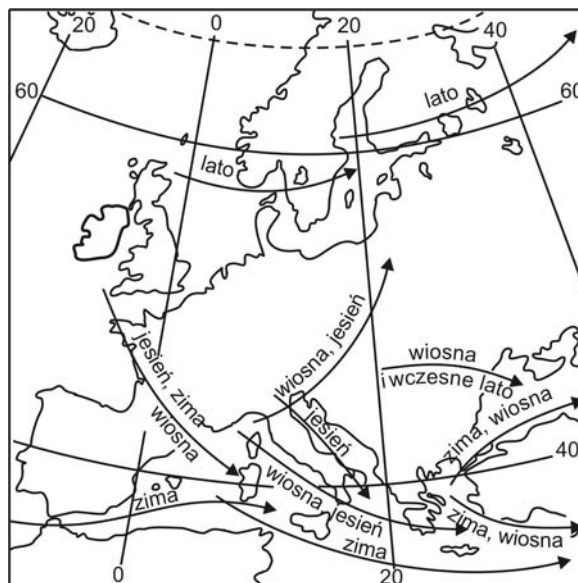 20
0
20
40
60
lato
60
lato
wiosna, jesień
jesień, zima
wiosna
wiosna
i wczesne lato
jesień
zima, wiosna
40
wiosna, jesień
zima
zima
zima, wiosna
0
20